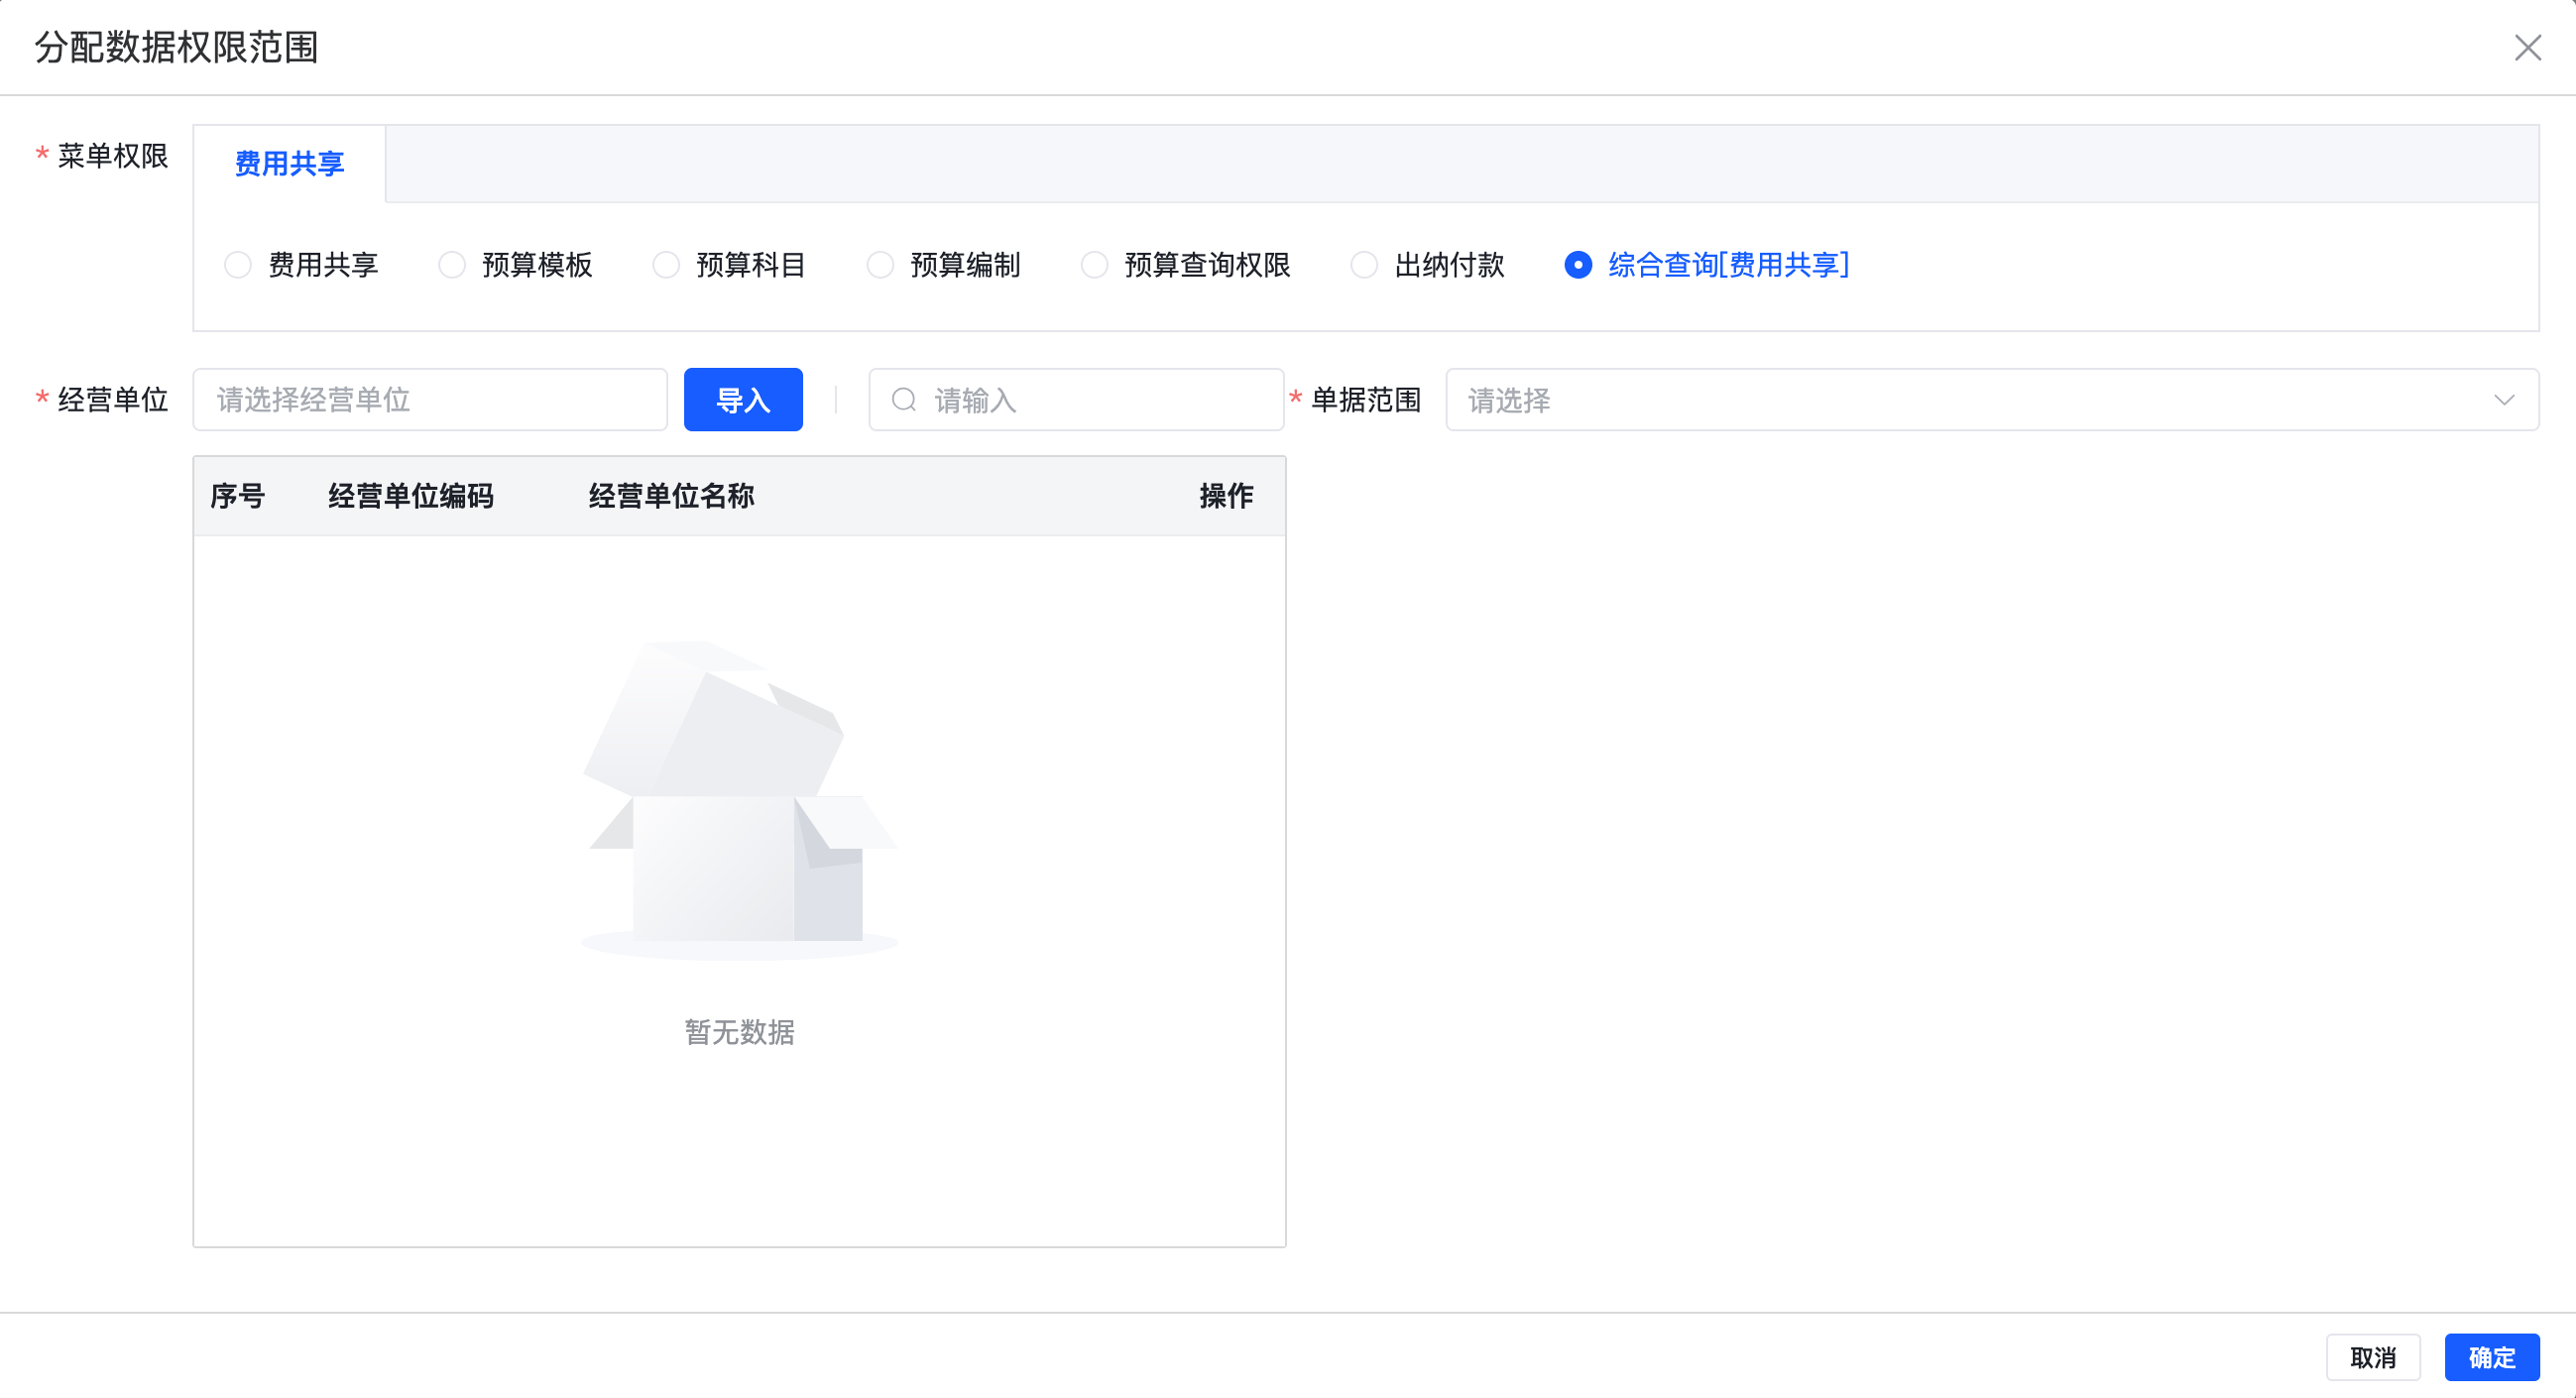 分配数据权限范围
* 菜单权限
费用共享
费用共享 预算模板 预算科目 预算编制 预算查询权限 出纳付款 综合查询[费用共享]
* 经营单位 请选择经营单位 导入 请输入 * 单据范围 请选择
序号 经营单位编码 经营单位名称 操作
暂无数据
取消 确定